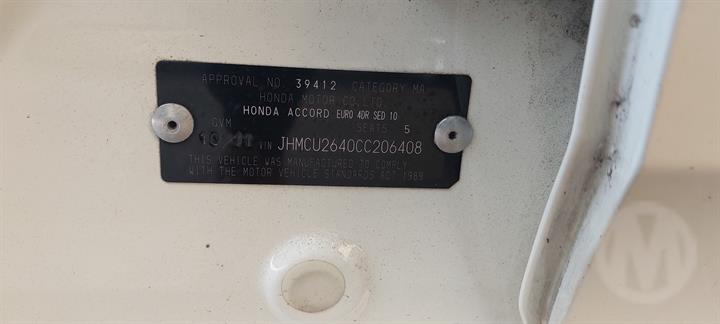 APPROVAL NO. 39412 CATEGORY MA
HONDA MOTOR CO.,LTD.
HONDA ACCORD EURO 4DR SED 10
GVM SEATS 5
10/11 VIN JHMCU2640CC206408
THIS VEHICLE WAS MANUFACTURED TO COMPLY
WITH THE MOTOR VEHICLE STANDARDS ACT 1989
M